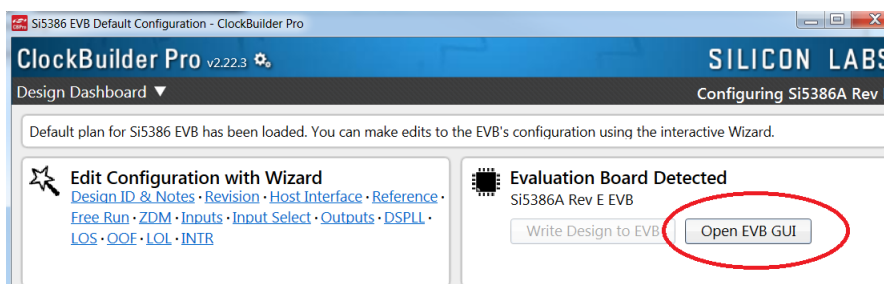 Si5386 EVB Default Configuration - ClockBuilder Pro
ClockBuilder Pro v2.22.3
SILICON LABS
Design Dashboard ▼
Configuring Si5386A Rev
Default plan for Si5386 EVB has been loaded. You can make edits to the EVB's configuration using the interactive Wizard.
Edit Configuration with Wizard
Design ID & Notes · Revision · Host Interface · Reference ·
Free Run · ZDM · Inputs · Input Select · Outputs · DSPLL ·
LOS · OOF · LOL · INTR
Evaluation Board Detected
Si5386A Rev E EVB
Write Design to EVB
Open EVB GUI